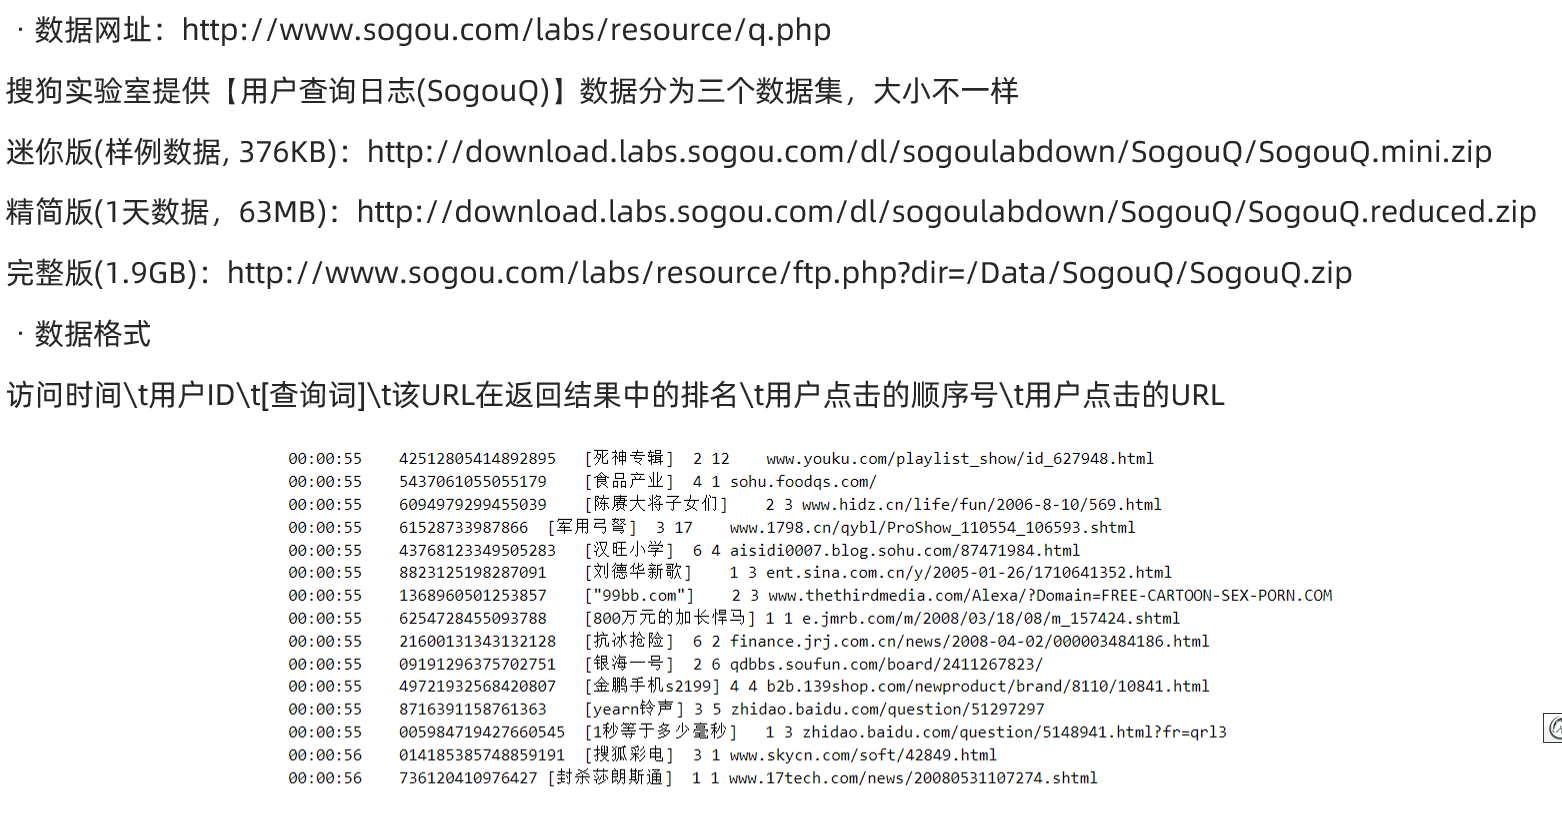 · 数据网址：http://www.sogou.com/labs/resource/q.php
搜狗实验室提供【用户查询日志(SogouQ)】数据分为三个数据集，大小不一样
迷你版(样例数据, 376KB)：http://download.labs.sogou.com/dl/sogoulabdown/SogouQ/SogouQ.mini.zip
精简版(1天数据，63MB)：http://download.labs.sogou.com/dl/sogoulabdown/SogouQ/SogouQ.reduced.zip
完整版(1.9GB)：http://www.sogou.com/labs/resource/ftp.php?dir=/Data/SogouQ/SogouQ.zip
· 数据格式
访问时间\t用户ID\t[查询词]\t该URL在返回结果中的排名\t用户点击的顺序号\t用户点击的URL
00:00:55 42512805414892895 [死神专辑] 2 12 www.youku.com/playlist_show/id_627948.html
00:00:55 5437061055055179 [食品产业] 4 1 sohu.foodqs.com/
00:00:55 6094979299455039 [陈赓大将子女们] 2 3 www.hidz.cn/life/fun/2006-8-10/569.html
00:00:55 61528733987866 [军用弓弩] 3 17 www.1798.cn/qybl/ProShow_110554_106593.shtml
00:00:55 43768123349505283 [汉旺小学] 6 4 aisidi0007.blog.sohu.com/87471984.html
00:00:55 8823125198287091 [刘德华新歌] 1 3 ent.sina.com.cn/y/2005-01-26/1710641352.html
00:00:55 1368960501253857 ["99bb.com"] 2 3 www.thethirdmedia.com/Alexa/?Domain=FREE-CARTOON-SEX-PORN.COM
00:00:55 6254728455093788 [800万元的加长悍马] 1 1 e.jmrb.com/m/2008/03/18/08/m_157424.shtml
00:00:55 21600131343132128 [抗冰抢险] 6 2 finance.jrj.com.cn/news/2008-04-02/000003484186.html
00:00:55 09191296375702751 [银海一号] 2 6 qdbbs.soufun.com/board/2411267823/
00:00:55 49721932568420807 [金鹏手机s2199] 4 4 b2b.139shop.com/newproduct/brand/8110/10841.html
00:00:55 8716391158761363 [yearn铃声] 3 5 zhidao.baidu.com/question/51297297
00:00:55 005984719427660545 [1秒等于多少毫秒] 1 3 zhidao.baidu.com/question/5148941.html?fr=qrl3
00:00:56 014185385748859191 [搜狐彩电] 3 1 www.skycn.com/soft/42849.html
00:00:56 736120410976427 [封杀莎朗斯通] 1 1 www.17tech.com/news/20080531107274.shtml